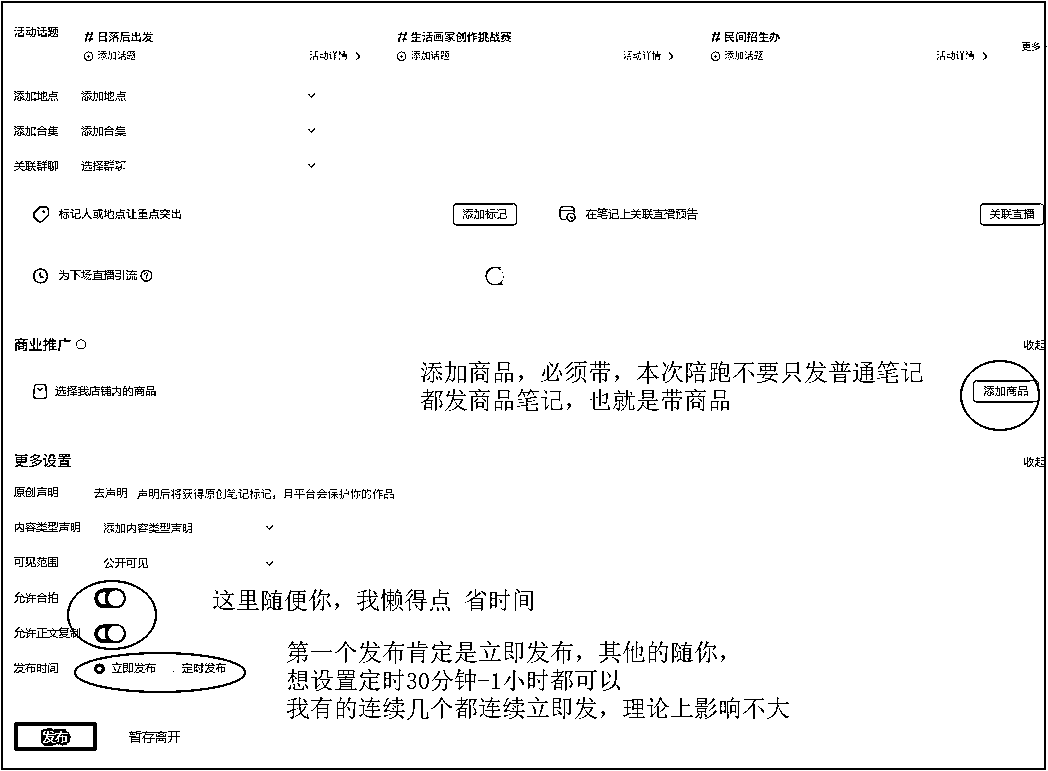 活动话题
# 日落后出发 # 生活画家创作挑战赛 # 民间招生办
添加话题 活动详情 添加话题 活动详情 添加话题 活动详情 更多
添加地点 添加地点
添加合集 添加合集
关联群聊 选择群聊
标记人或地点让重点突出 添加标记 在笔记上关联直播预告 关联直播
为下场直播引流
商业推广 收起
添加商品，必须带，本次陪跑不要只发普通笔记
都发商品笔记，也就是带商品
选择我店铺内的商品 添加商品
更多设置 收起
原创声明 去声明 声明后将获得原创笔记标记，且平台会保护你的作品
内容类型声明 添加内容类型声明
可见范围 公开可见
允许合拍
这里随便你，我懒得点 省时间
允许正文复制
发布时间 立即发布 定时发布
第一个发布肯定是立即发布，其他的随你，
想设置定时30分钟-1小时都可以
我有的连续几个都连续立即发，理论上影响不大
发布 暂存离开